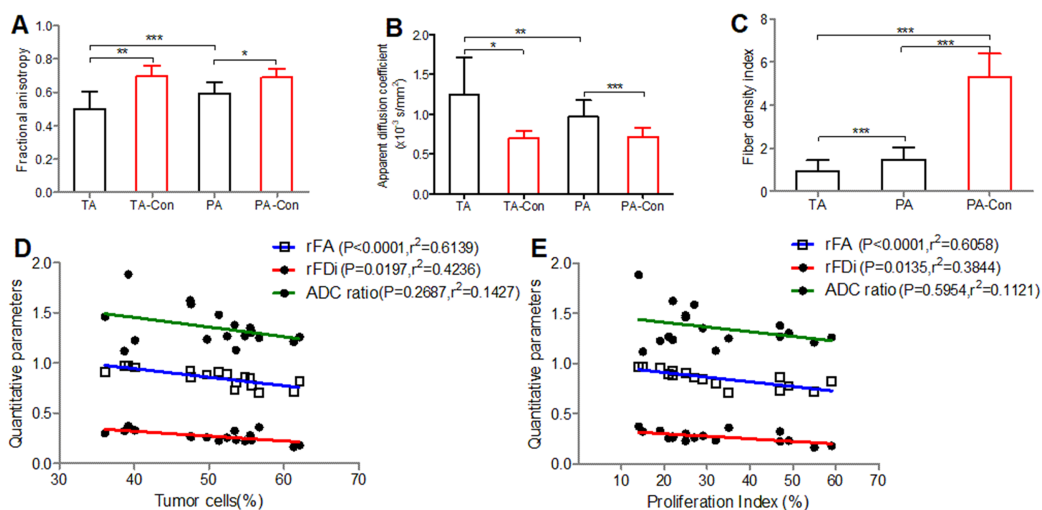 A
Fractional anisotropy
1.0
0.8
0.6
0.4
0.2
0.0
***
**
*
TA
TA-Con
PA
PA-Con
B
Apparent diffusion coefficient
(x10⁻³ s/mm²)
2.0
1.5
1.0
0.5
0.0
**
*
***
TA
TA-Con
PA
PA-Con
C
Fiber density index
8
6
4
2
0
***
***
***
TA
PA
PA-Con
D
rFA (P<0.0001,r²=0.6139)
rFDi (P=0.0197,r²=0.4236)
ADC ratio(P=0.2687,r²=0.1427)
Quantitative parameters
2.0
1.5
1.0
0.5
0.0
30
40
50
60
70
Tumor cells(%)
E
rFA (P<0.0001,r²=0.6058)
rFDi (P=0.0135,r²=0.3844)
ADC ratio(P=0.5954,r²=0.1121)
Quantitative parameters
2.0
1.5
1.0
0.5
0.0
10
20
30
40
50
60
70
Proliferation Index (%)